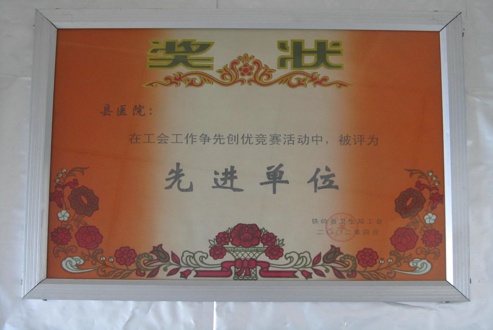 奖状
县医院：
在工会工作争先创优竞赛活动中，被评为
先进单位